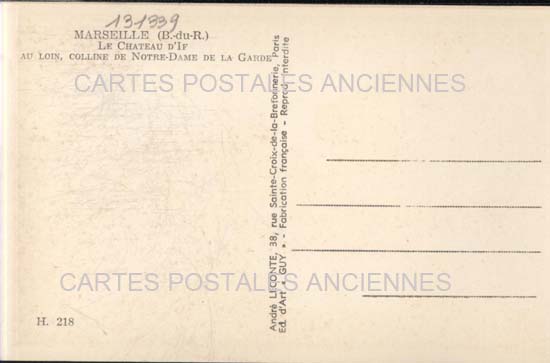 131339
MARSEILLE (B.-du-R.)
LE CHATEAU D'IF
AU LOIN, COLLINE DE NOTRE-DAME DE LA GARDE
CARTES POSTALES ANCIENNES
André LECONTE, 38, rue Sainte-Croix-de-la-Bretonnerie, Paris
Ed. d'Art « GUY » - Fabrication française - Reprod. interdite
CARTES POSTALES ANCIENNES
H. 218